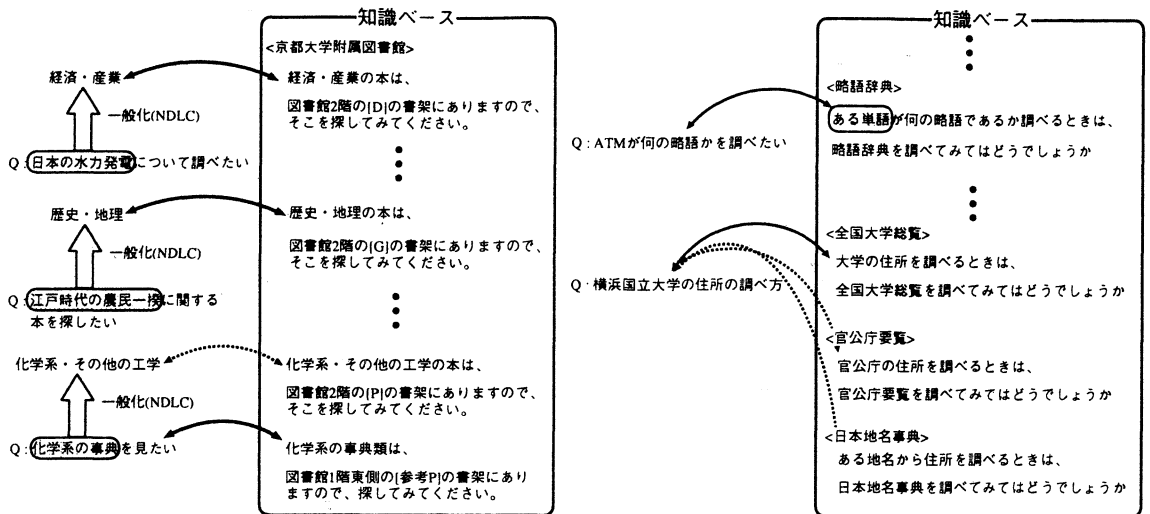 知識ベース
<京都大学附属図書館>
経済・産業
経済・産業の本は、
図書館2階の[D]の書架にありますので、
そこを探してみてください。
一般化(NDLC)
Q:日本の水力発電について調べたい
歴史・地理
歴史・地理の本は、
図書館2階の[G]の書架にありますので、
そこを探してみてください。
一般化(NDLC)
Q:江戸時代の農民一揆に関する
本を探したい
化学系・その他の工学
化学系・その他の工学の本は、
図書館2階の[P]の書架にありますので、
そこを探してみてください。
一般化(NDLC)
Q:化学系の事典を見たい
化学系の事典類は、
図書館1階東側の[参考P]の書架にあり
ますので、探してみてください。
知識ベース
<略語辞典>
ある単語が何の略語であるか調べるときは、
略語辞典を調べてみてはどうでしょうか
Q:ATMが何の略語かを調べたい
<全国大学総覧>
大学の住所を調べるときは、
全国大学総覧を調べてみてはどうでしょうか
Q:横浜国立大学の住所の調べ方
<官公庁要覧>
官公庁の住所を調べるときは、
官公庁要覧を調べてみてはどうでしょうか
<日本地名事典>
ある地名から住所を調べるときは、
日本地名事典を調べてみてはどうでしょうか